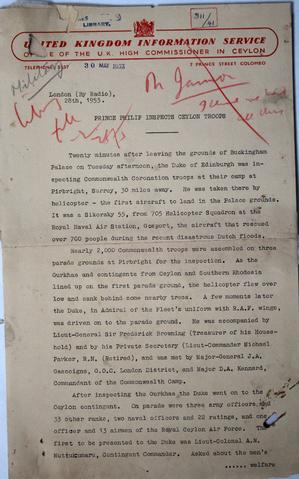 LIBRARY.
311/41
UNITED KINGDOM INFORMATION SERVICE
OFFICE OF THE U.K. HIGH COMMISSIONER IN CEYLON
TELEPHONE
30 MAY 1953
7 PRINCE STREET COLOMBO
London (By Radio),
28th, 1953.
PRINCE PHILIP INSPECTS CEYLON TROOPS
Twenty minutes after leaving the grounds of Buckingham
Palace on Tuesday afternoon, the Duke of Edinburgh was in-
specting Commonwealth Coronation troops at their camp at
Pirbright, Surrey, 30 miles away. He was taken there by
helicopter - the first aircraft to land in the Palace grounds.
It was a Sikorsky 55, from 705 Helicopter Squadron at the
Royal Naval Air Station, Gosport, the aircraft that rescued
over 700 people during the recent disastrous Dutch floods.
Nearly 2,000 Commonwealth troops were assembled on three
parade grounds at Pirbright for the inspection. As the
Gurkhas and contingents from Ceylon and Southern Rhodesia
lined up on the first parade ground, the helicopter flew over
low and sank behind some nearby trees. A few moments later
the Duke, in Admiral of the Fleet's uniform with R.A.F. wings,
was driven on to the parade ground. He was accompanied by
Lieut-General Sir Frederick Browning (Treasurer of his House-
hold) and by his Private Secretary (Lieut-Commander Michael
Parker, R.N. (Retired), and was met by Major-General J.A.
Gascoigne, G.O.C. London District, and Major D.A. Kennard,
Commandant of the Commonwealth Camp.
After inspecting the Gurkhas the Duke went on to the
Ceylon contingent. On parade were three army officers and
33 other ranks, two naval officers and 22 ratings, and one
officer and 13 airmen of the Royal Ceylon Air Force. The
first to be presented to the Duke was Lieut-Colonel A.M.
Muttukumaru, Contingent Commander. Asked about the men's
...... welfare